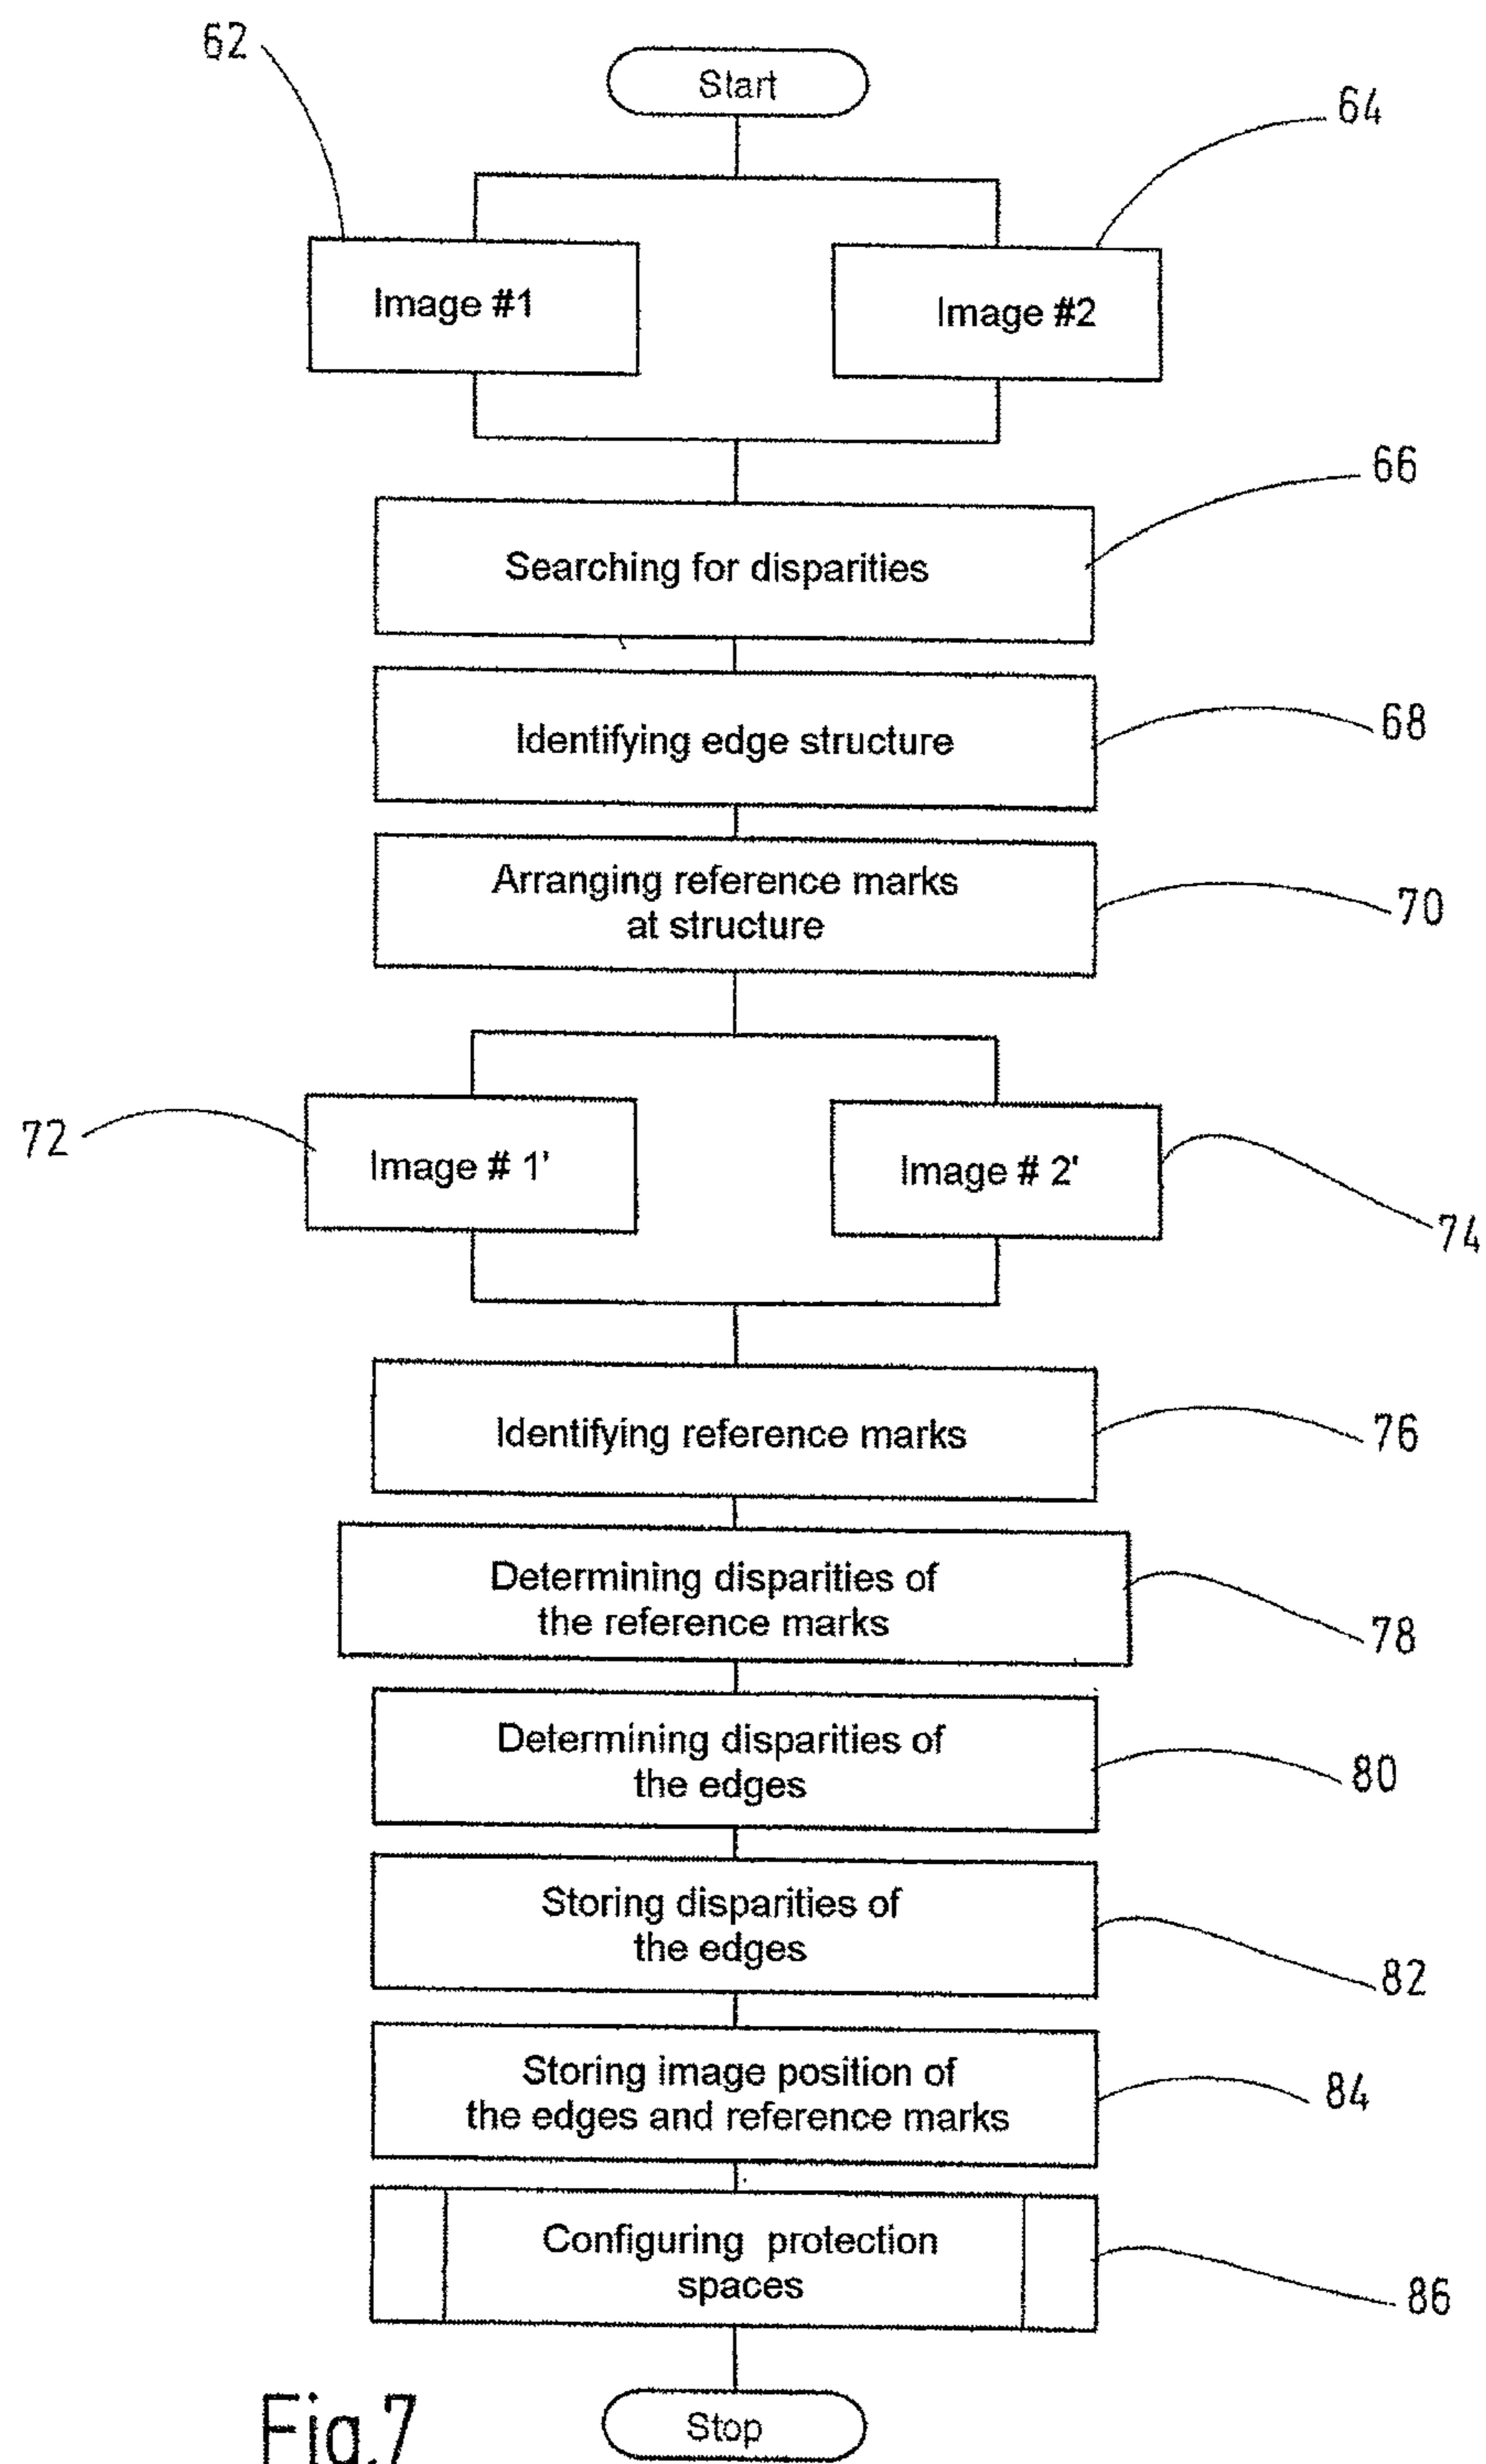 62
Start
64
Image #1
Image #2
66
Searching for disparities
Identifying edge structure
68
Arranging reference marks
at structure
70
72
Image # 1'
Image # 2'
74
Identifying reference marks
76
Determining disparities of
the reference marks
78
Determining disparities of
the edges
80
Storing disparities of
the edges
82
Storing image position of
the edges and reference marks
84
Configuring protection
spaces
86
Fig.7
Stop